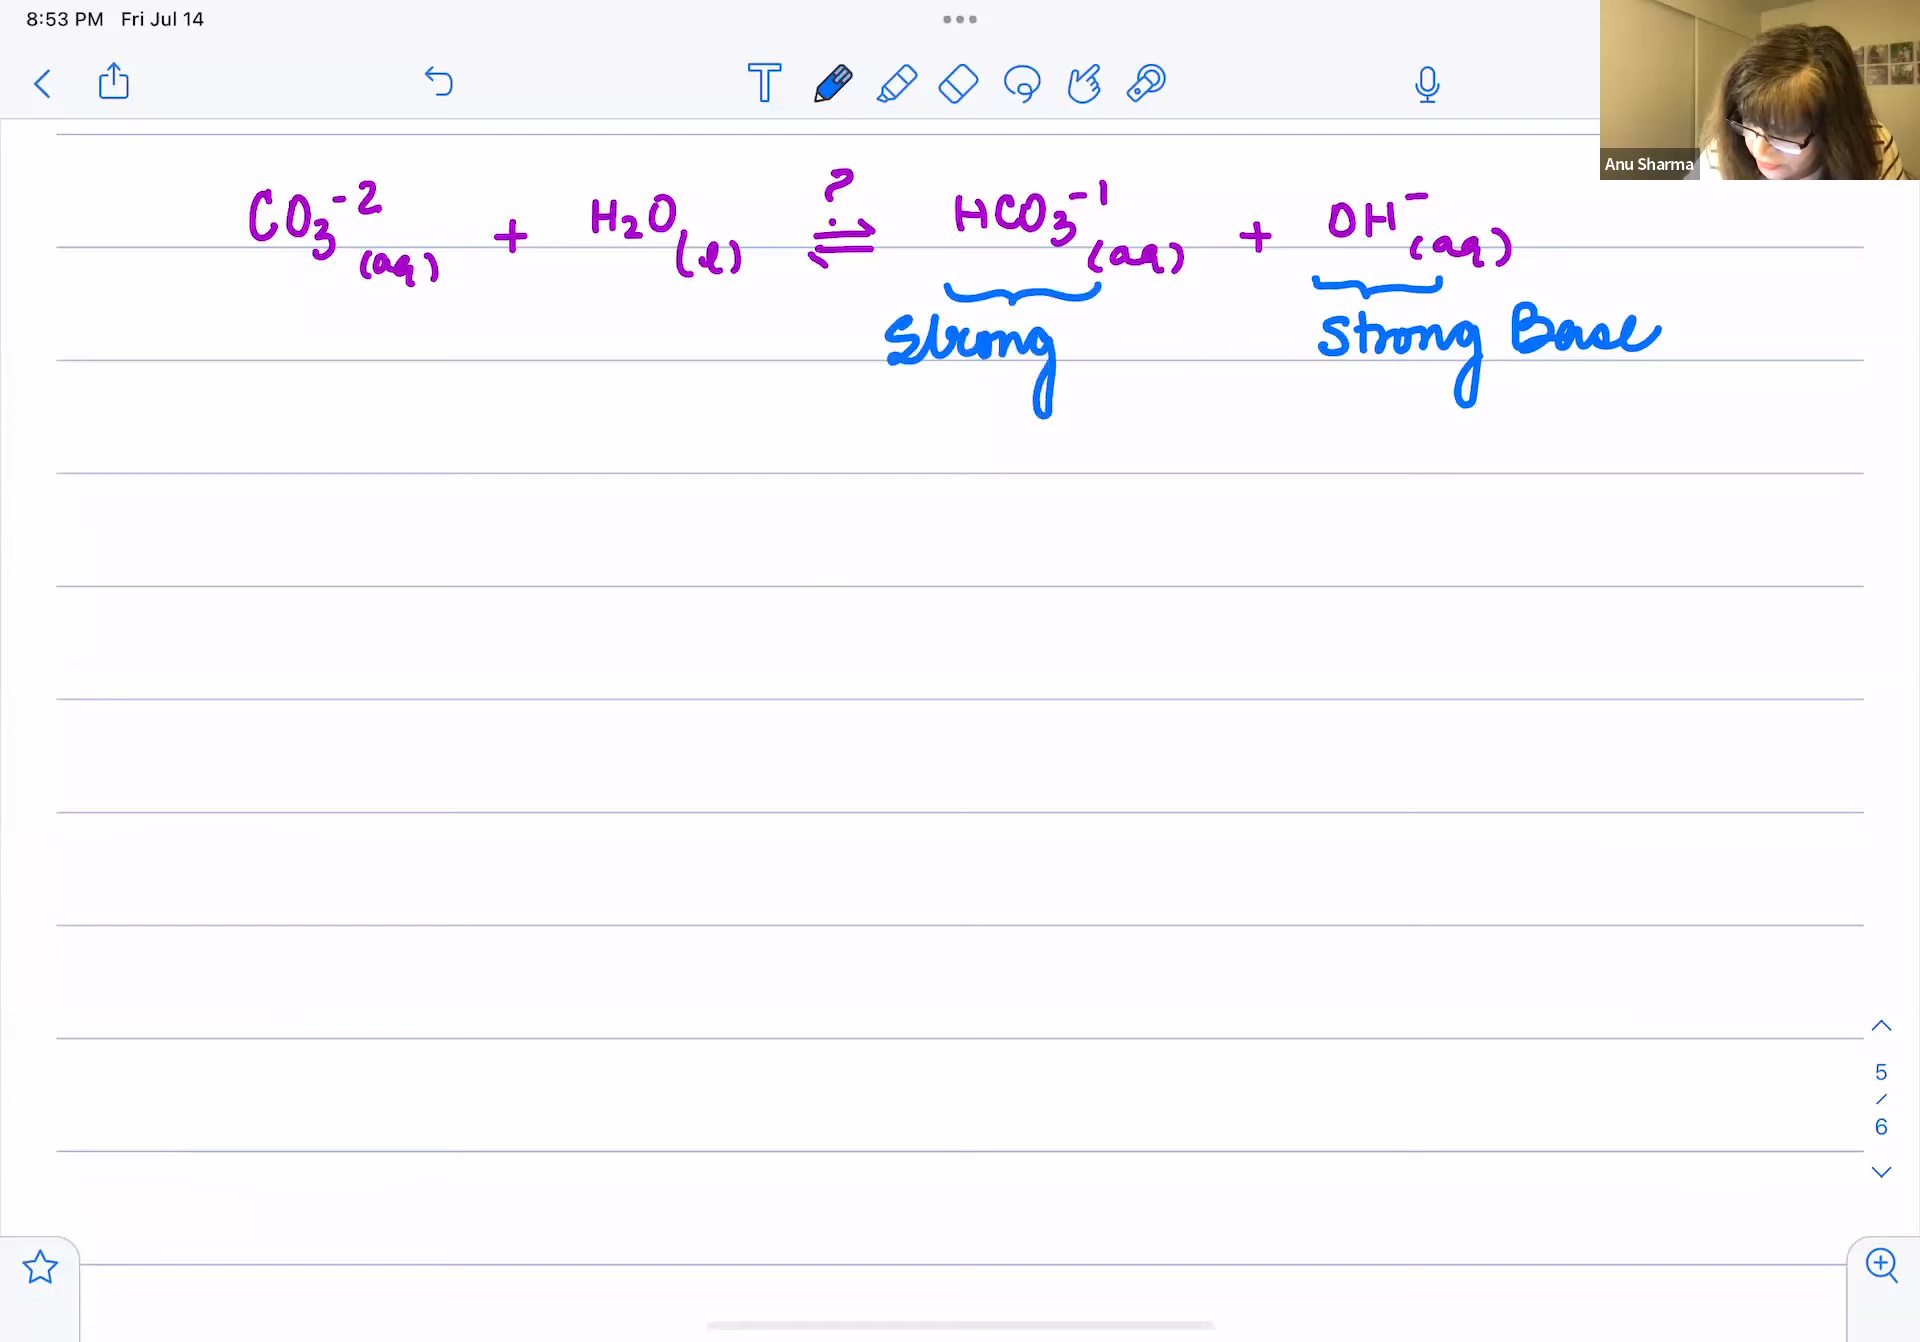 8:53 PM Fri Jul 14
Anu Sharma
CO₃⁻²(aq) + H₂O(l) ?⇌ HCO₃⁻¹(aq) + OH⁻(aq)
Strong Strong Base
5
/
6